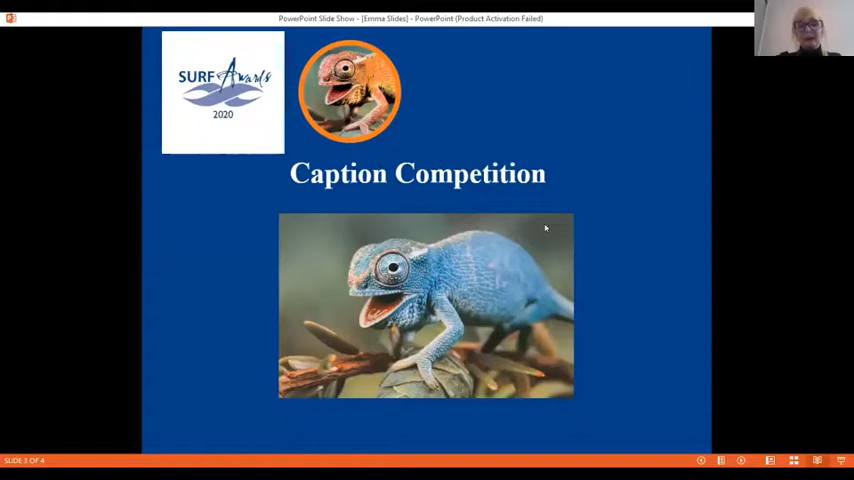 PowerPoint Slide Show - [Emma Slides] - PowerPoint (Product Activation Failed)
SURF Awards
2020
Caption Competition
SLIDE 3 OF 4